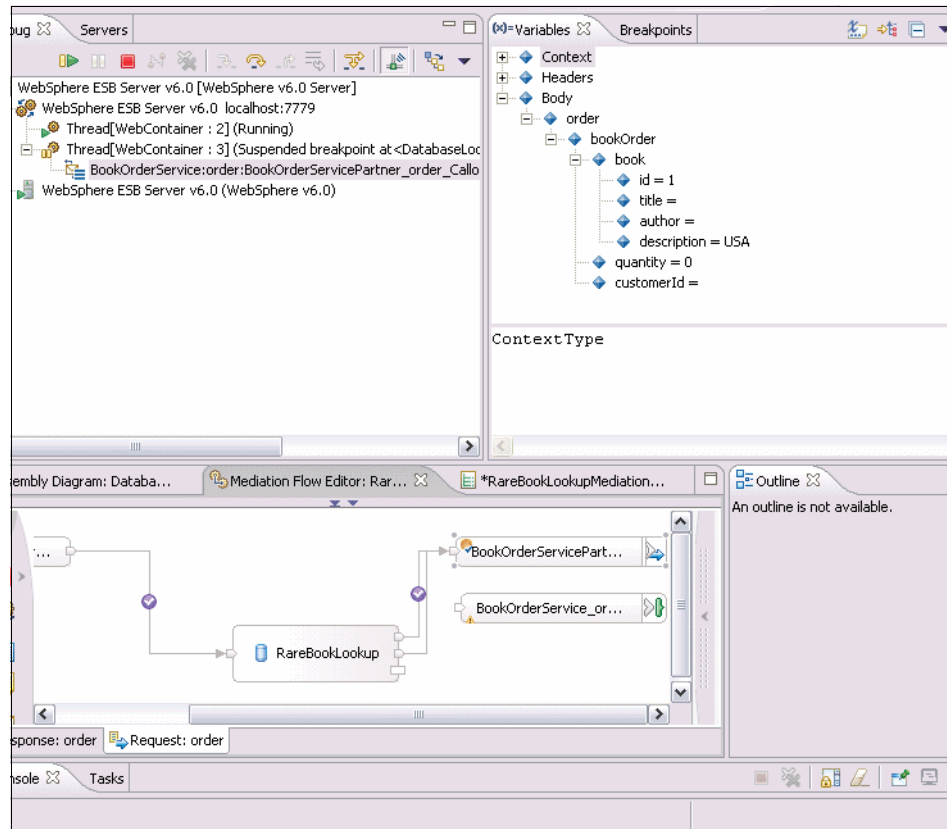 bug Servers
WebSphere ESB Server v6.0 [WebSphere v6.0 Server]
WebSphere ESB Server v6.0 localhost:7779
Thread[WebContainer : 2] (Running)
Thread[WebContainer : 3] (Suspended breakpoint at<DatabaseLoo
BookOrderService:order:BookOrderServicePartner_order_Callo
WebSphere ESB Server v6.0 (WebSphere v6.0)
(x)=Variables Breakpoints
Context
Headers
Body
order
bookOrder
book
id = 1
title =
author =
description = USA
quantity = 0
customerId =
ContextType
sembly Diagram: Databa... Mediation Flow Editor: Rar... *RareBookLookupMediation...
...
BookOrderServicePart...
BookOrderService_or...
RareBookLookup
sponse: order Request: order
Outline
An outline is not available.
nsole Tasks